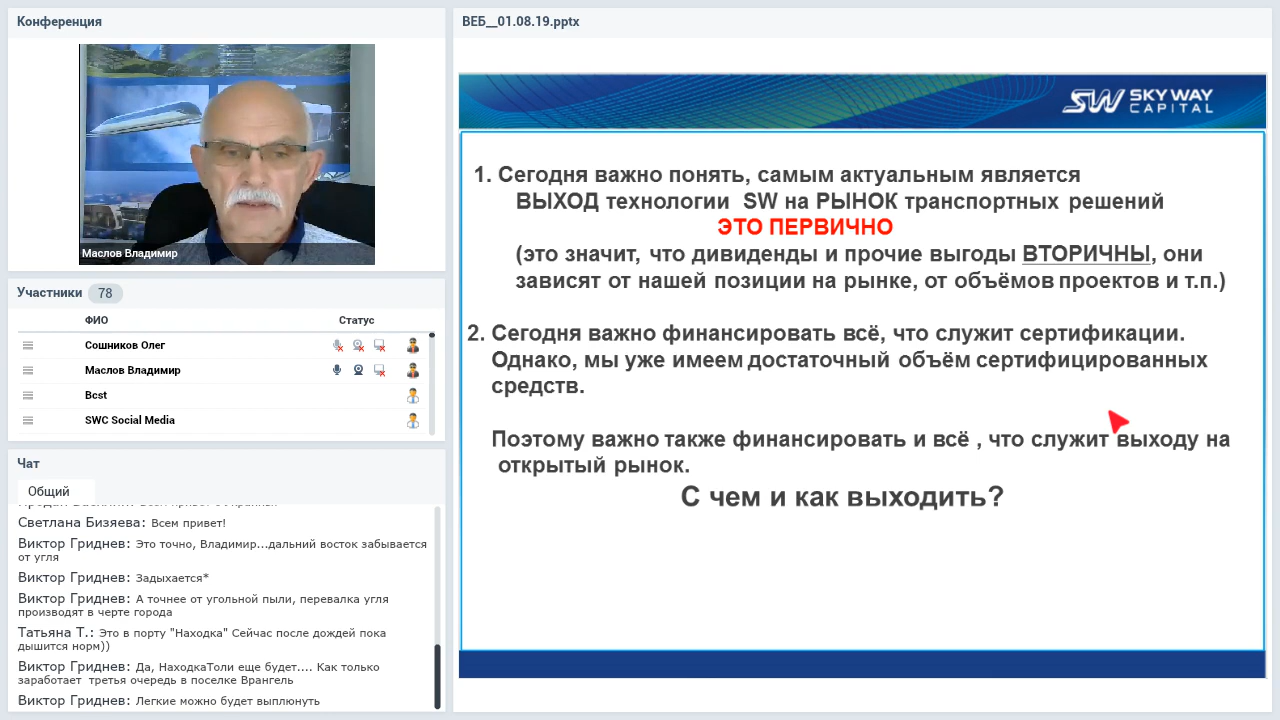 Конференция
Маслов Владимир
Участники 78
ФИО Статус
Сошников Олег
Маслов Владимир
Bcst
SWC Social Media
Чат
Общий
Светлана Бизяева: Всем привет!
Виктор Гриднев: Это точно, Владимир...дальний восток забывается
от угля
Виктор Гриднев: Задыхается*
Виктор Гриднев: А точнее от угольной пыли, перевалка угля
производят в черте города
Татьяна Т.: Это в порту "Находка" Сейчас после дождей пока
дышится норм))
Виктор Гриднев: Да, НаходкаТоли еще будет.... Как только
заработает третья очередь в поселке Врангель
Виктор Гриднев: Легкие можно будет выплюнуть
ВЕБ__01.08.19.pptx
SW SKY WAY
CAPITAL
1. Сегодня важно понять, самым актуальным является
ВЫХОД технологии SW на РЫНОК транспортных решений
ЭТО ПЕРВИЧНО
(это значит, что дивиденды и прочие выгоды ВТОРИЧНЫ, они
зависят от нашей позиции на рынке, от объёмов проектов и т.п.)
2. Сегодня важно финансировать всё, что служит сертификации.
Однако, мы уже имеем достаточный объём сертифицированных
средств.
Поэтому важно также финансировать и всё , что служит выходу на
открытый рынок.
С чем и как выходить?